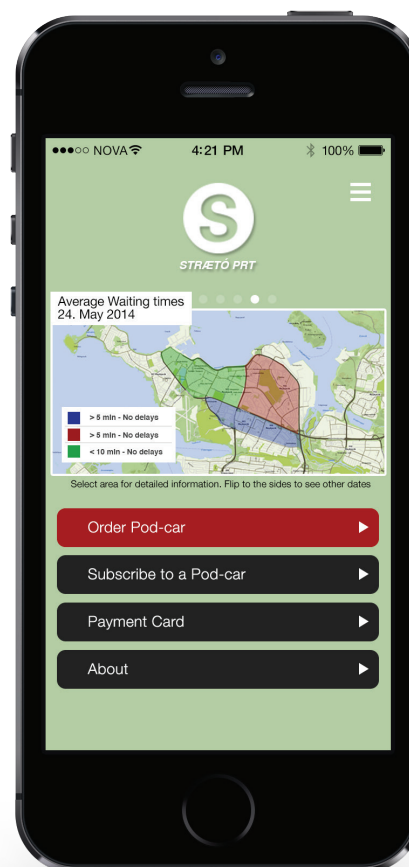 NOVA 4:21 PM 100%
S
STRÆTÓ PRT
Average Waiting times
24. May 2014
> 5 min - No delays
> 5 min - No delays
< 10 min - No delays
Select area for detailed information. Flip to the sides to see other dates
Order Pod-car
Subscribe to a Pod-car
Payment Card
About